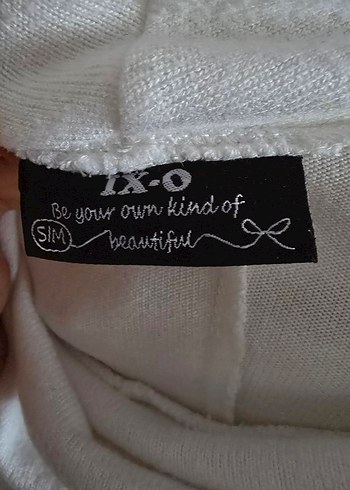 IX-O
Be your own kind of
S/M beautiful